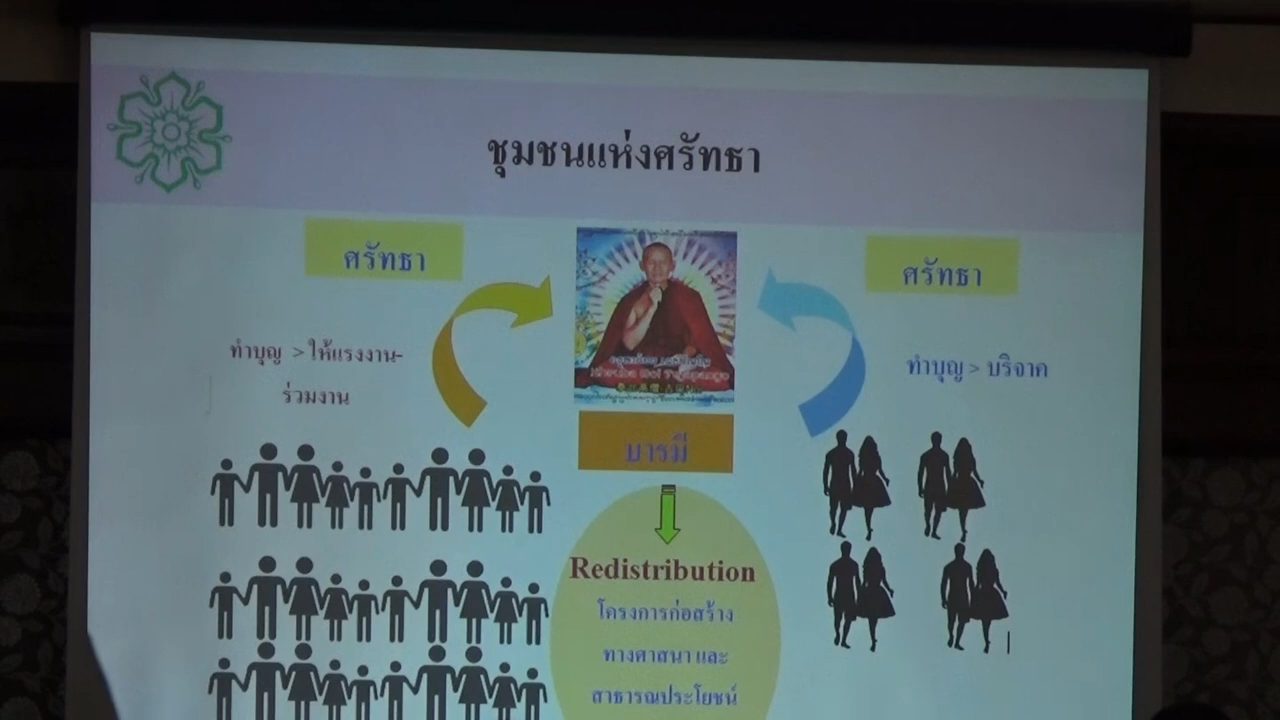 ชุมชนแห่งศรัทธา
ศรัทธา
ศรัทธา
ทำบุญ > ให้แรงงาน-
ร่วมงาน
ทำบุญ > บริจาค
บารมี
Redistribution
โครงการก่อสร้าง
ทางศาสนา และ
สาธารณประโยชน์